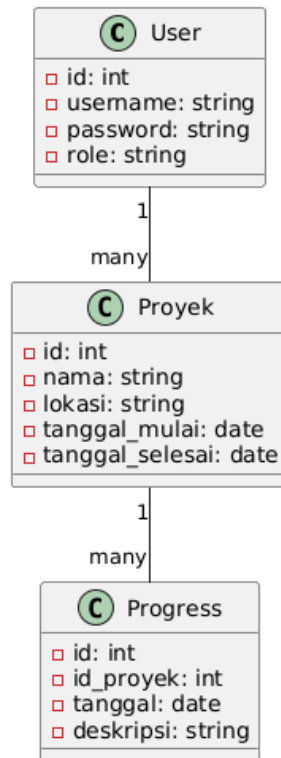 C User
id: int
username: string
password: string
role: string
1
many
C Proyek
id: int
nama: string
lokasi: string
tanggal_mulai: date
tanggal_selesai: date
1
many
C Progress
id: int
id_proyek: int
tanggal: date
deskripsi: string